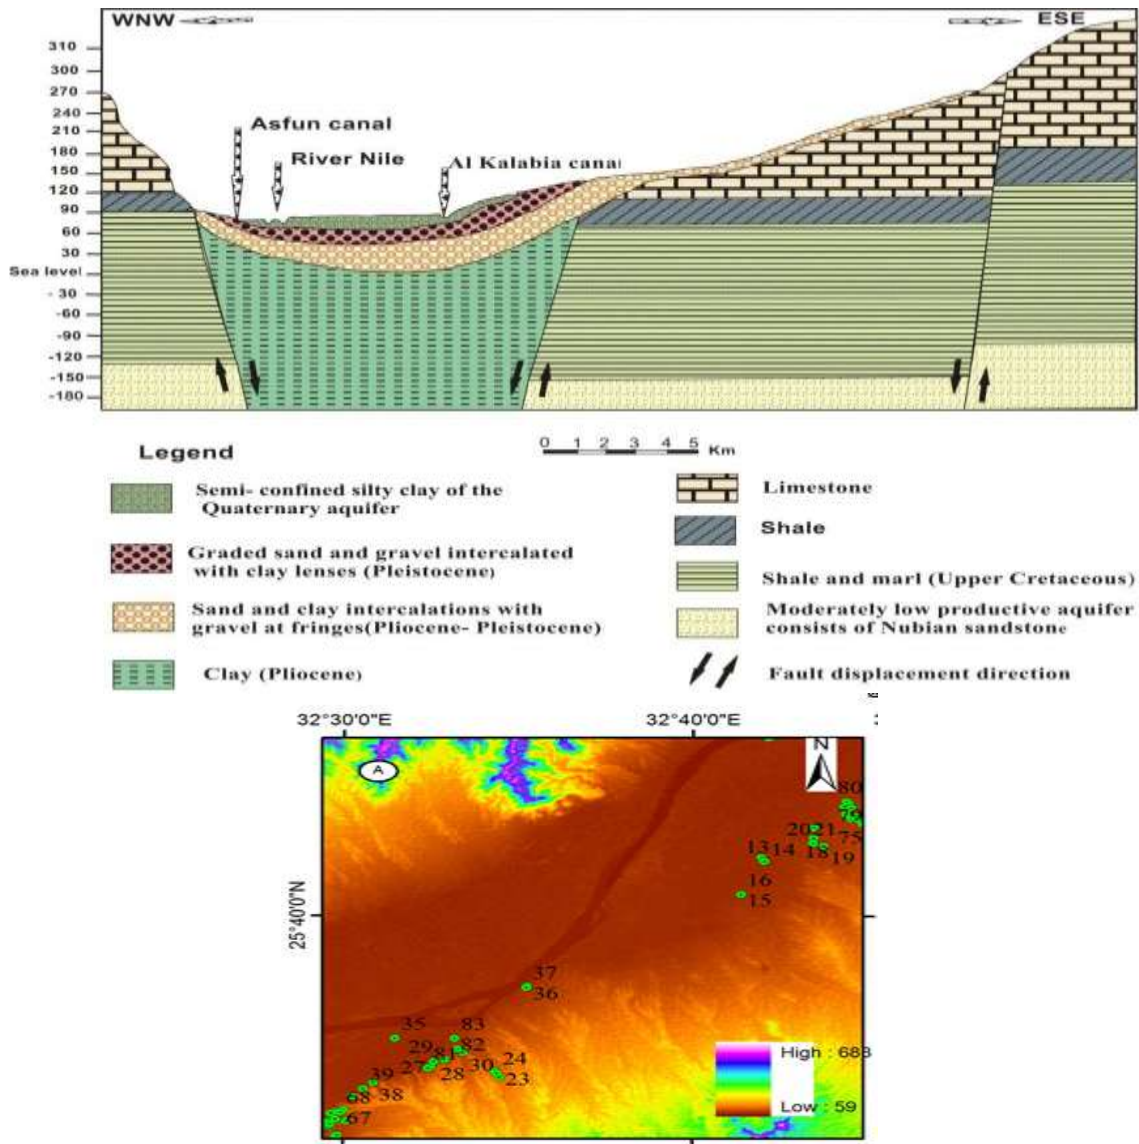 WNW
ESE
310
300
270
240
210
180
150
120
90
60
30
Sea level
- 30
-60
-90
-120
-150
-180
Asfun canal
River Nile
Al Kalabia canal
Legend
0 1 2 3 4 5 Km
Semi- confined silty clay of the
Quaternary aquifer
Graded sand and gravel intercalated
with clay lenses (Pleistocene)
Sand and clay intercalations with
gravel at fringes(Pliocene- Pleistocene)
Clay (Pliocene)
Limestone
Shale
Shale and marl (Upper Cretaceous)
Moderately low productive aquifer
consists of Nubian sandstone
Fault displacement direction
32°30'0"E
32°40'0"E
25°40'0"N
A
N
80
2021
75
13 14
18 19
16
15
37
36
35
83
29
82
81
24
27
28
30
23
39
38
67
High : 688
Low : 59